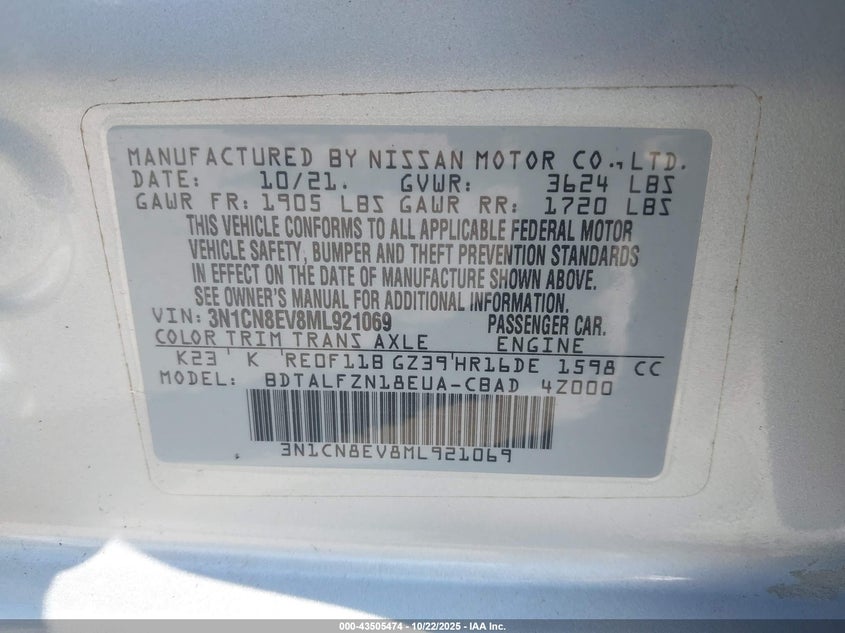 MANUFACTURED BY NISSAN MOTOR CO., LTD.
DATE: 10/21. GVWR: 3624 LBS
GAWR FR: 1905 LBS GAWR RR: 1720 LBS
THIS VEHICLE CONFORMS TO ALL APPLICABLE FEDERAL MOTOR
VEHICLE SAFETY, BUMPER AND THEFT PREVENTION STANDARDS
IN EFFECT ON THE DATE OF MANUFACTURE SHOWN ABOVE.
SEE OWNER'S MANUAL FOR ADDITIONAL INFORMATION.
VIN: 3N1CN8EV8ML921069 PASSENGER CAR.
COLOR TRIM TRANS AXLE ENGINE
K23 K RE0F11B GZ39 HR16DE 1598 CC
MODEL: BDTALFZN18EUA-CBAD 4Z000
3N1CN8EV8ML921069
000-43505474 - 10/22/2025 - IAA Inc.